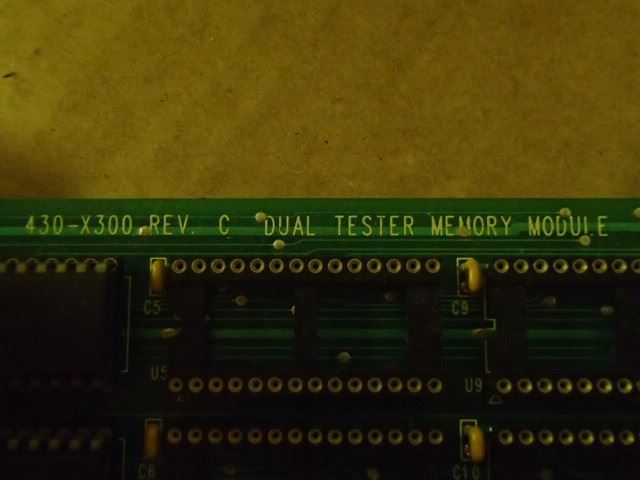 430-X300 REV. C DUAL TESTER MEMORY MODULE
C5 C9
U5 U9
C6 C10